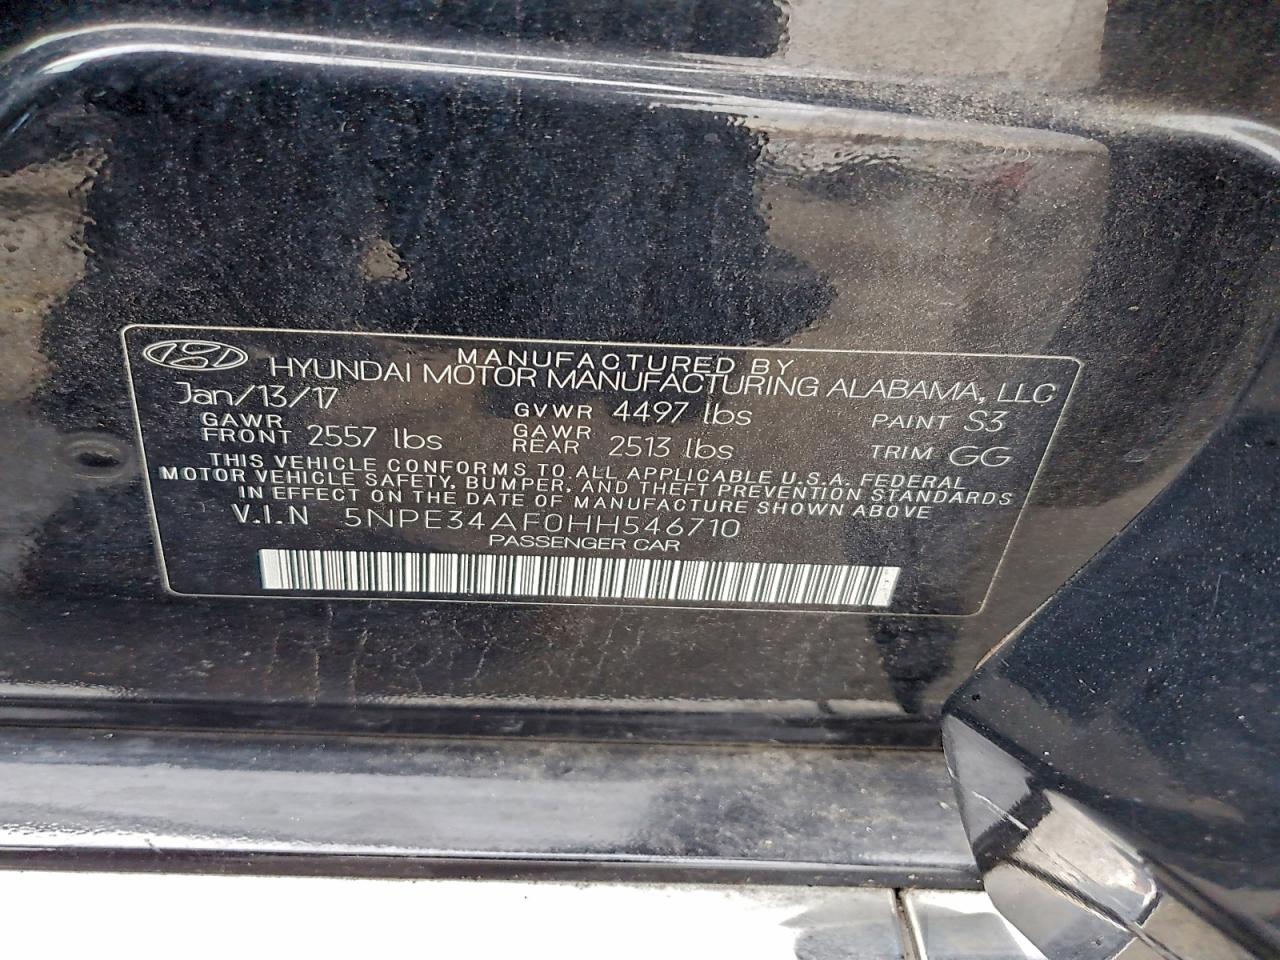 MANUFACTURED BY
HYUNDAI MOTOR MANUFACTURING ALABAMA, LLC
Jan/13/17 GVWR 4497 lbs PAINT S3
GAWR FRONT 2557 lbs GAWR REAR 2513 lbs TRIM GG
THIS VEHICLE CONFORMS TO ALL APPLICABLE U.S.A. FEDERAL
MOTOR VEHICLE SAFETY, BUMPER, AND THEFT PREVENTION STANDARDS
IN EFFECT ON THE DATE OF MANUFACTURE SHOWN ABOVE
V.I.N 5NPE34AF0HH546710
PASSENGER CAR